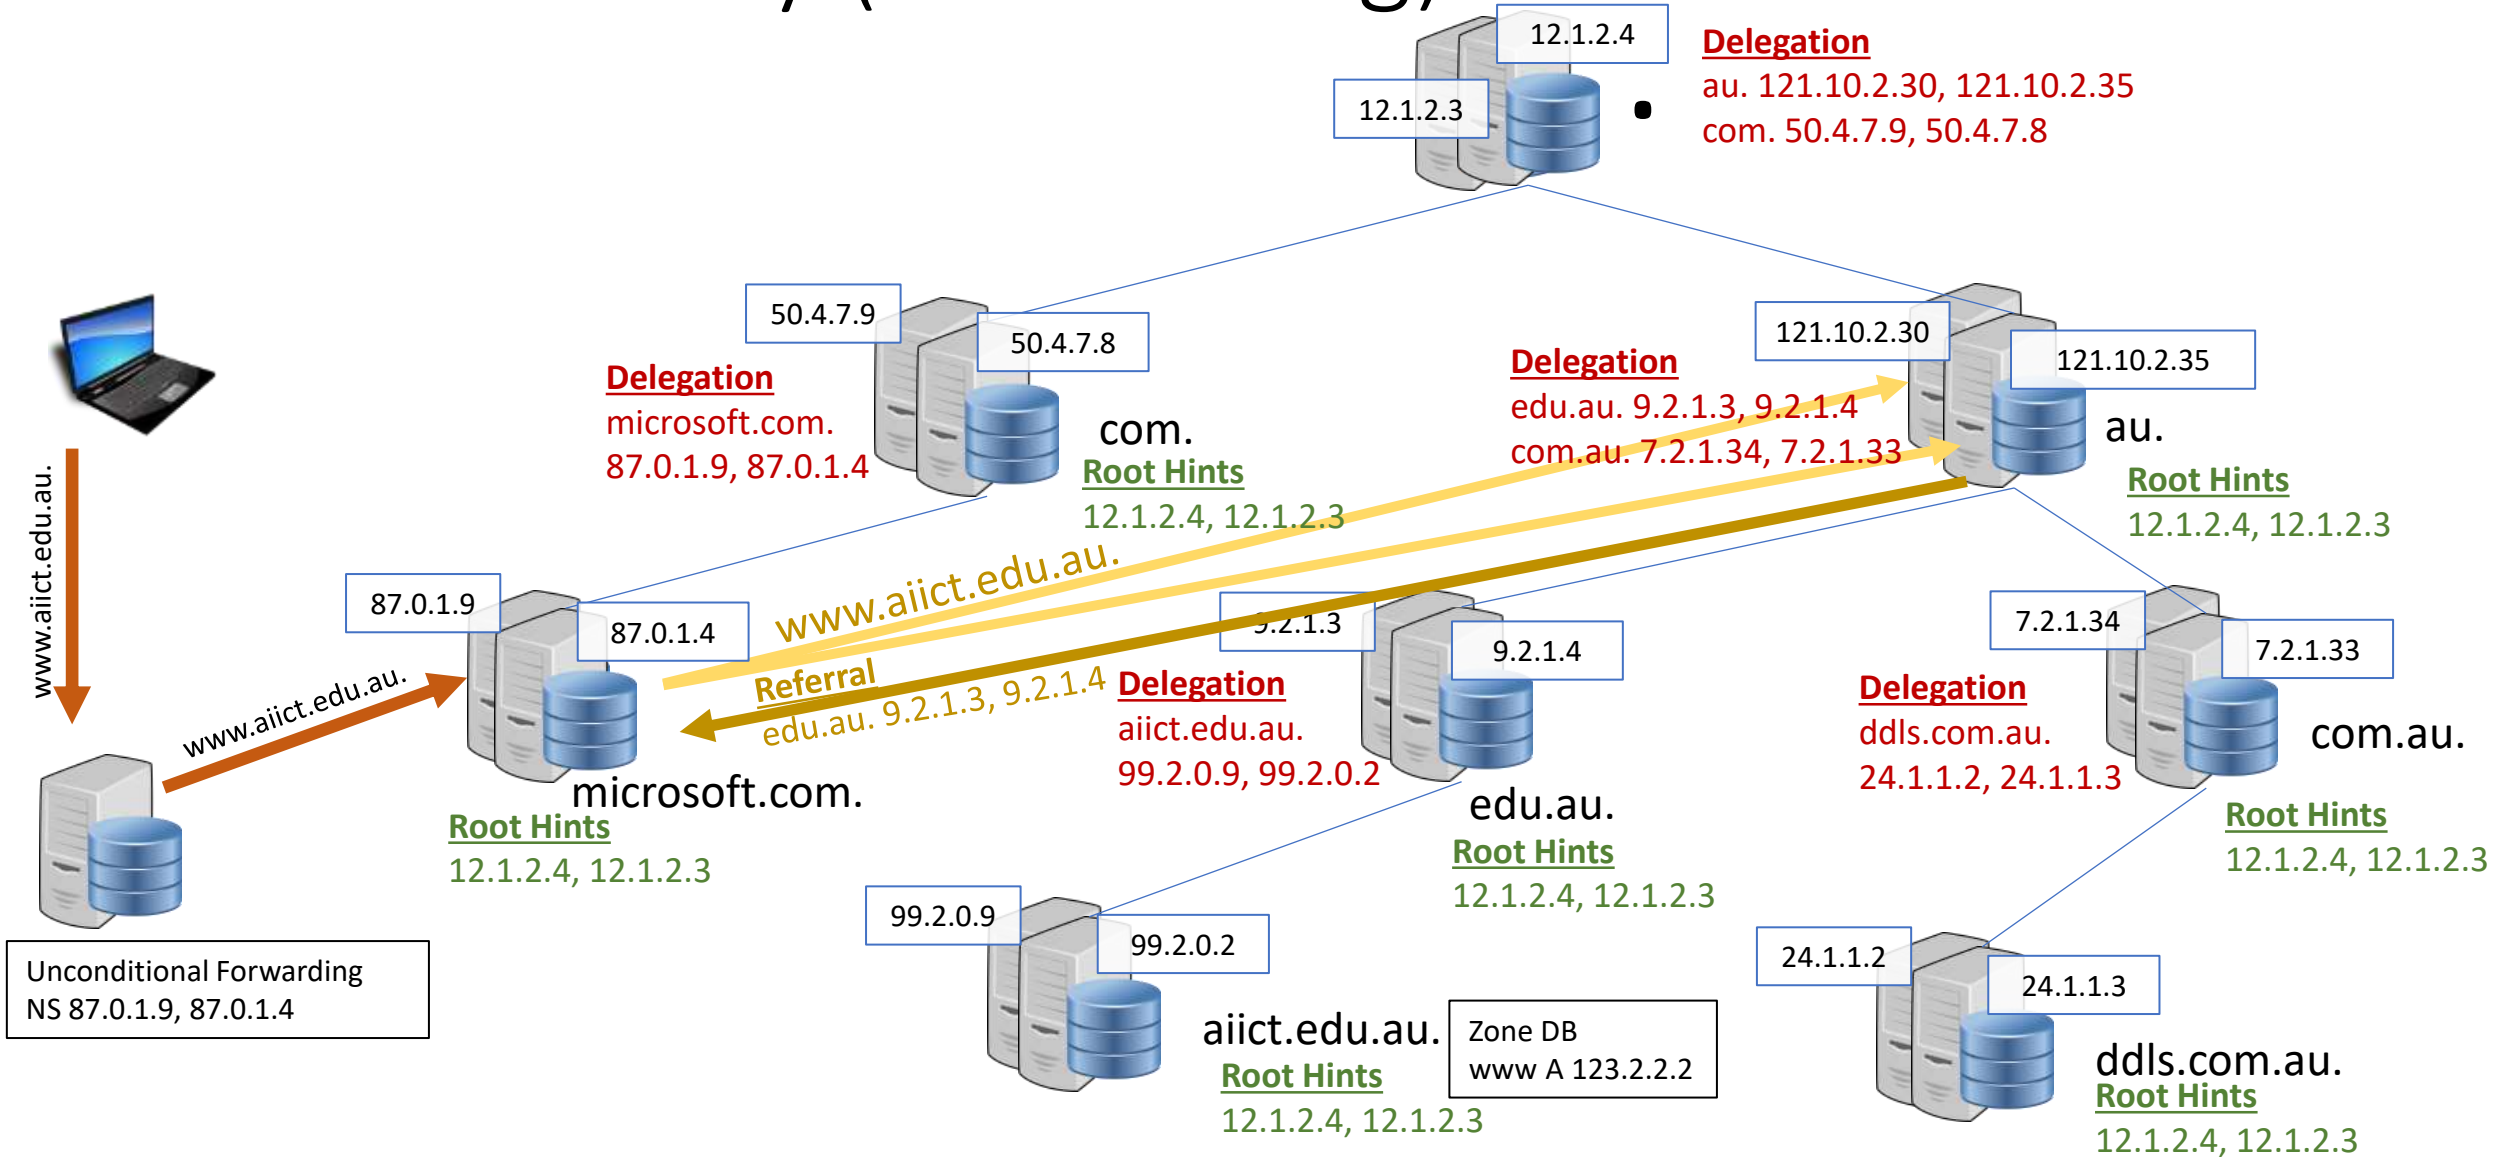 12.1.2.4
12.1.2.3
.
Delegation
au. 121.10.2.30, 121.10.2.35
com. 50.4.7.9, 50.4.7.8
50.4.7.9
50.4.7.8
Delegation
microsoft.com.
87.0.1.9, 87.0.1.4
com.
Root Hints
12.1.2.4, 12.1.2.3
121.10.2.30
121.10.2.35
Delegation
edu.au. 9.2.1.3, 9.2.1.4
com.au. 7.2.1.34, 7.2.1.33
au.
Root Hints
12.1.2.4, 12.1.2.3
www.aiict.edu.au.
www.aiict.edu.au.
87.0.1.9
87.0.1.4
microsoft.com.
Root Hints
12.1.2.4, 12.1.2.3
www.aiict.edu.au.
Referral
edu.au. 9.2.1.3, 9.2.1.4
9.2.1.3
9.2.1.4
Delegation
aiict.edu.au.
99.2.0.9, 99.2.0.2
edu.au.
Root Hints
12.1.2.4, 12.1.2.3
7.2.1.34
7.2.1.33
Delegation
ddls.com.au.
24.1.1.2, 24.1.1.3
com.au.
Root Hints
12.1.2.4, 12.1.2.3
Unconditional Forwarding
NS 87.0.1.9, 87.0.1.4
99.2.0.9
99.2.0.2
aiict.edu.au.
Root Hints
12.1.2.4, 12.1.2.3
Zone DB
www A 123.2.2.2
24.1.1.2
24.1.1.3
ddls.com.au.
Root Hints
12.1.2.4, 12.1.2.3